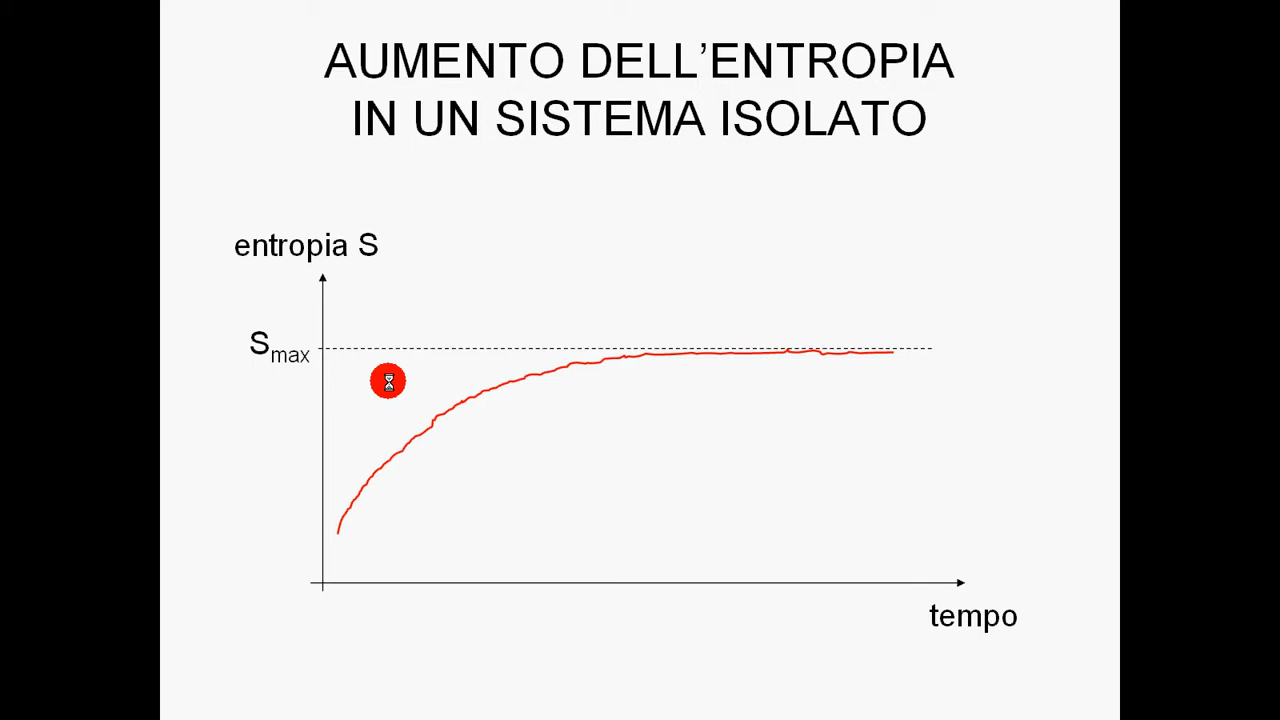 AUMENTO DELL’ENTROPIA
IN UN SISTEMA ISOLATO
entropia S
Smax
tempo